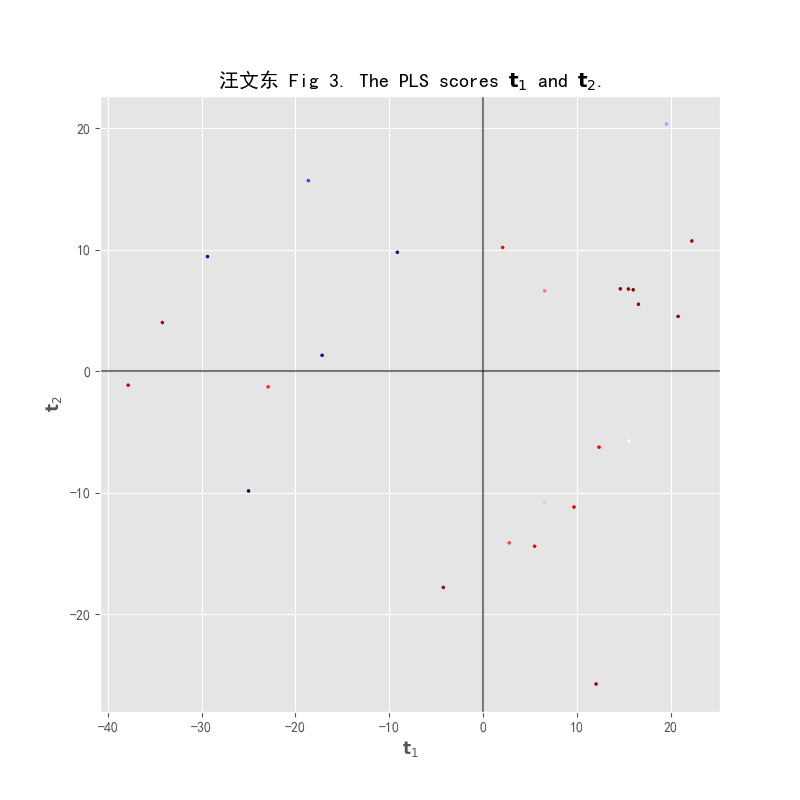 汪文东 Fig 3. The PLS scores t₁ and t₂.
20
10
0
−10
−20
t₂
−40 −30 −20 −10 0 10 20
t₁